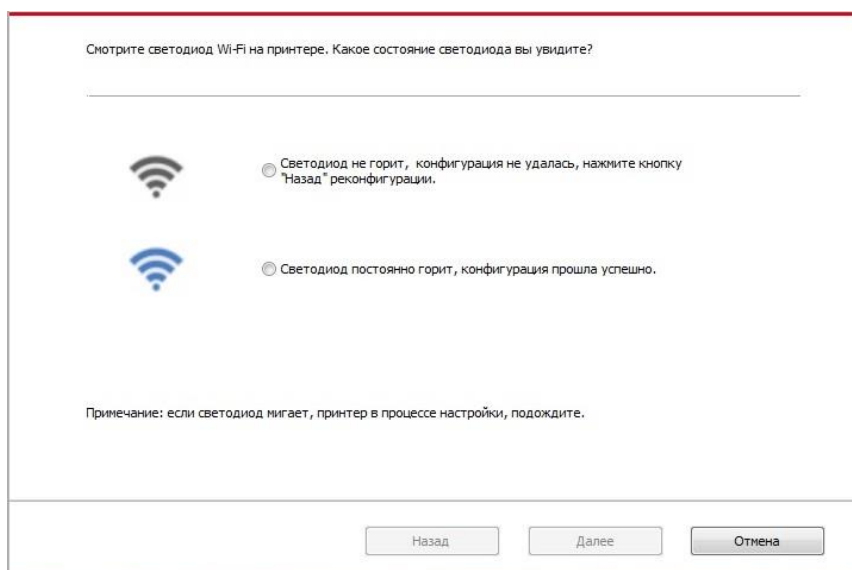 Смотрите светодиод Wi-Fi на принтере. Какое состояние светодиода вы увидите?
Светодиод не горит, конфигурация не удалась, нажмите кнопку
"Назад" реконфигурации.
Светодиод постоянно горит, конфигурация прошла успешно.
Примечание: если светодиод мигает, принтер в процессе настройки, подождите.
Назад
Далее
Отмена